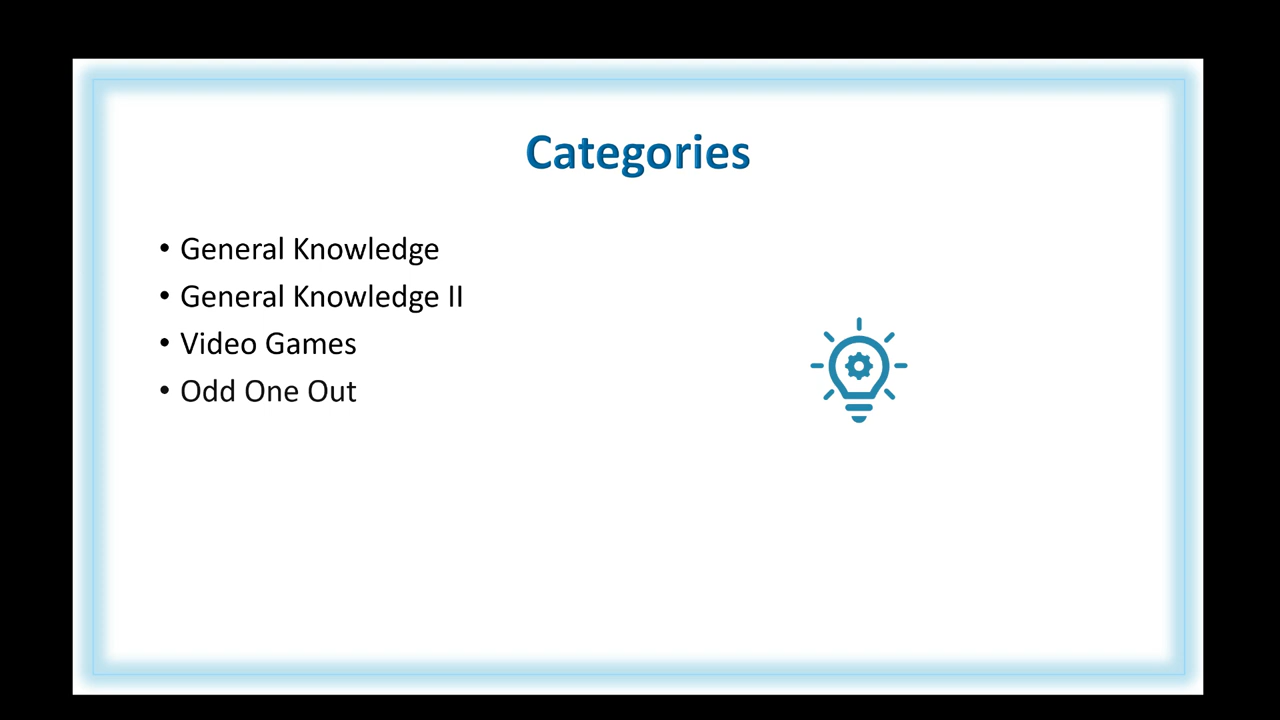 Categories
• General Knowledge
• General Knowledge II
• Video Games
• Odd One Out